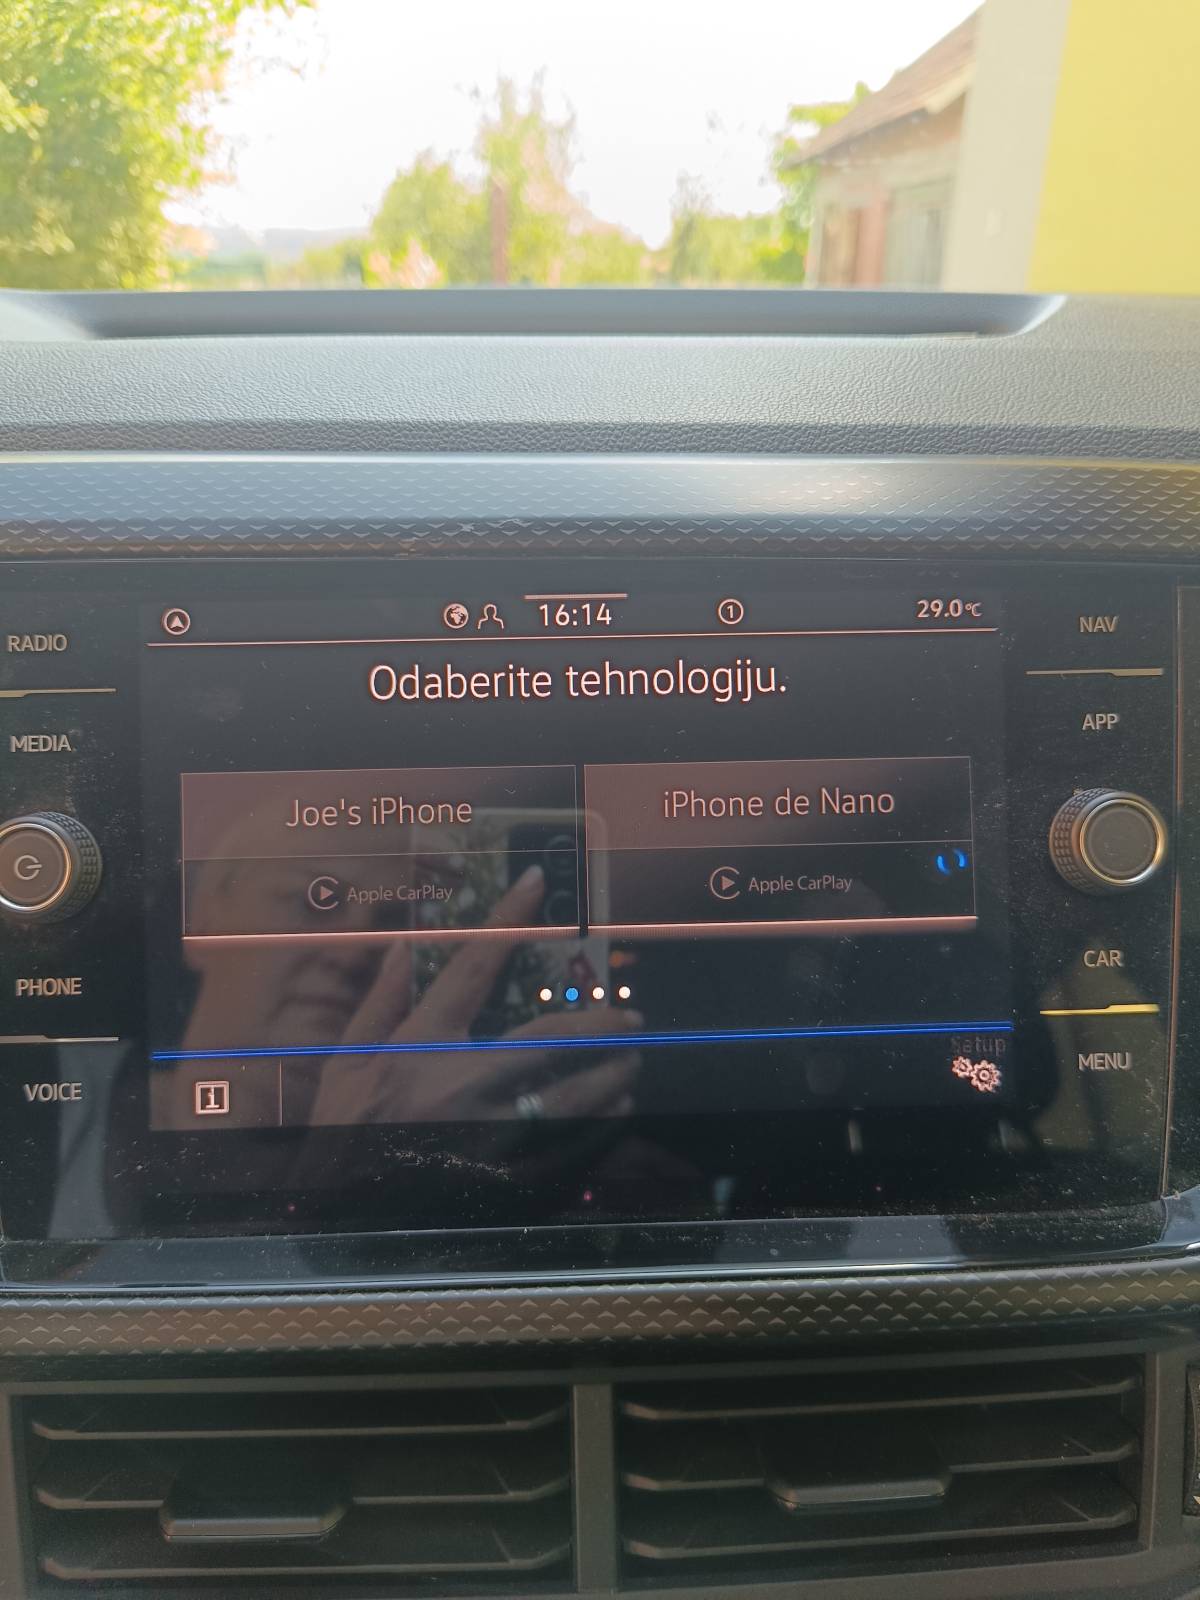 RADIO
MEDIA
PHONE
VOICE
16:14
1
29.0°C
Odaberite tehnologiju.
Joe's iPhone
Apple CarPlay
iPhone de Nano
Apple CarPlay
i
Setup
NAV
APP
CAR
MENU